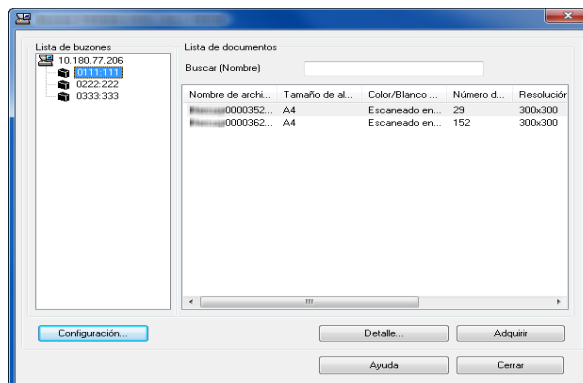 Lista de buzones
10.180.77.206
0111:111
0222:222
0333:333
Lista de documentos
Buscar (Nombre)
Nombre de archi... Tamaño de al... Color/Blanco ... Número d... Resolución
0000352... A4 Escaneado en... 29 300x300
0000362... A4 Escaneado en... 152 300x300
Configuración... Detalle... Adquirir
Ayuda Cerrar